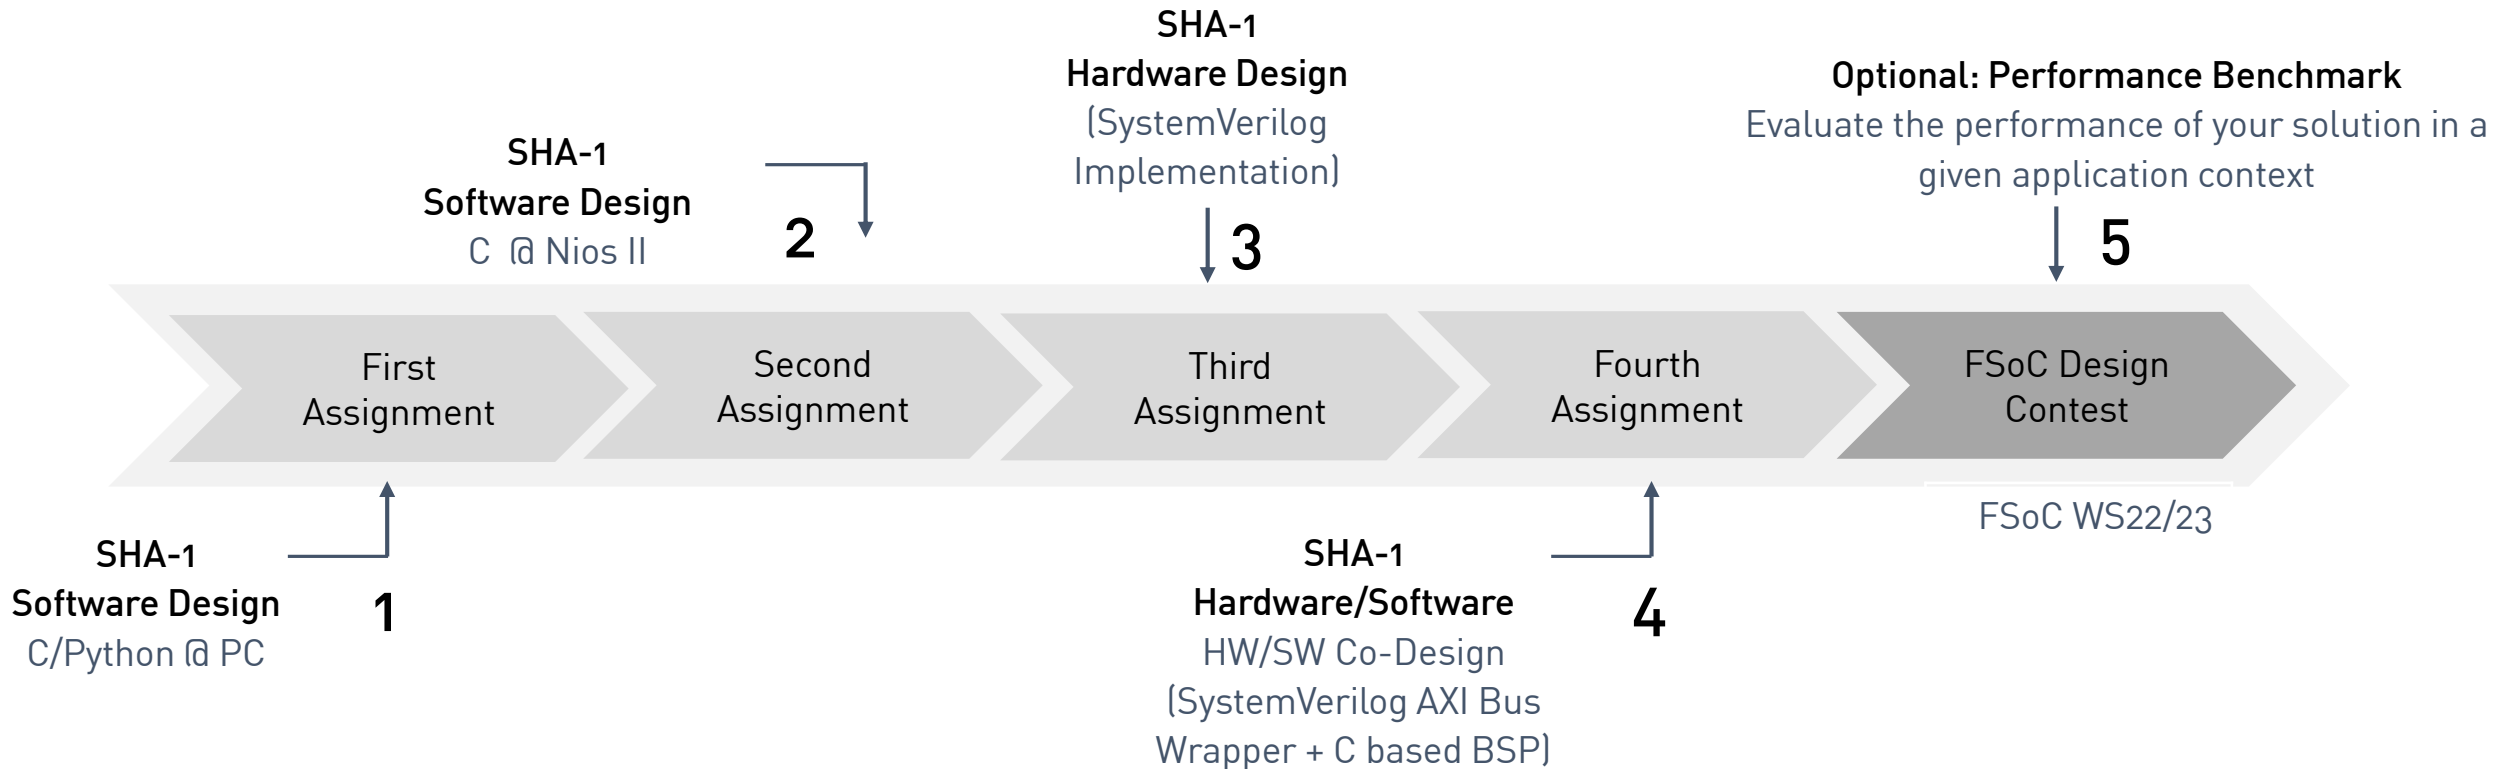 SHA-1
Software Design
C/Python @ PC
1
First
Assignment
SHA-1
Software Design
C @ Nios II
2
Second
Assignment
SHA-1
Hardware Design
(SystemVerilog
Implementation)
3
Third
Assignment
SHA-1
Hardware/Software
HW/SW Co-Design
(SystemVerilog AXI Bus
Wrapper + C based BSP)
4
Fourth
Assignment
Optional: Performance Benchmark
Evaluate the performance of your solution in a
given application context
5
FSoC Design
Contest
FSoC WS22/23